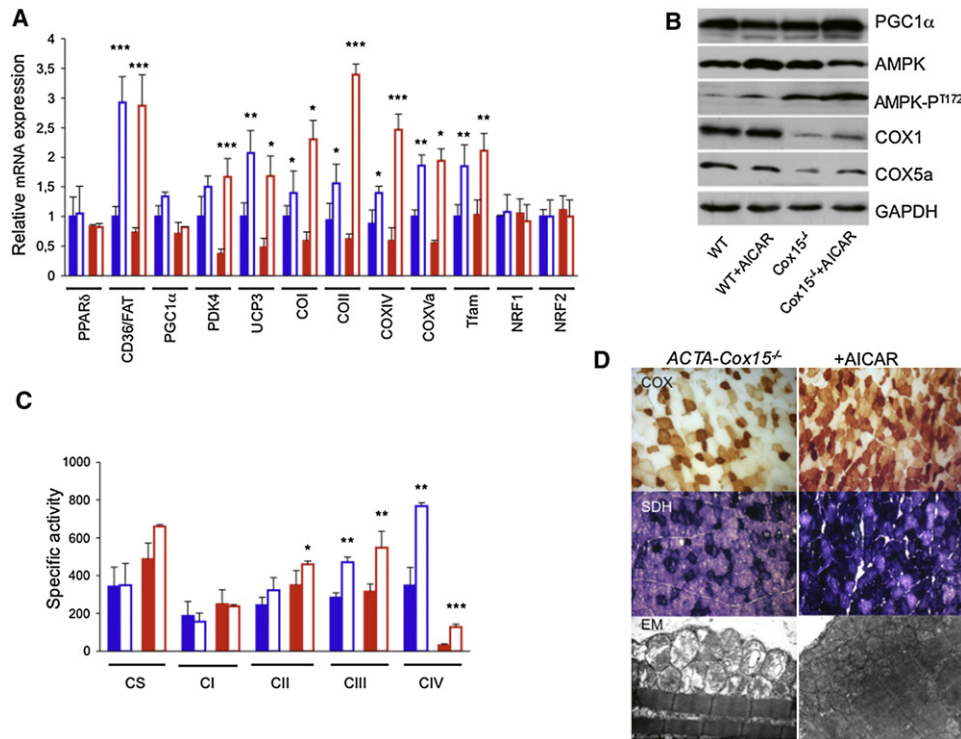 A
Relative mRNA expression
4
3,5
3
2,5
2
1,5
1
0,5
0
*** *** *** ** * * * * *** * *** ** * ** **
PPARδ
CD36/FAT
PGC1α
PDK4
UCP3
COI
COII
COXIV
COXVa
Tfam
NRF1
NRF2
B
PGC1α
AMPK
AMPK-P^T172
COX1
COX5a
GAPDH
WT
WT+AICAR
Cox15-/-
Cox15-/-+AICAR
C
Specific activity
1000
800
600
400
200
0
* ** ** ** ***
CS CI CII CIII CIV
D
ACTA-Cox15-/- +AICAR
COX
SDH
EM